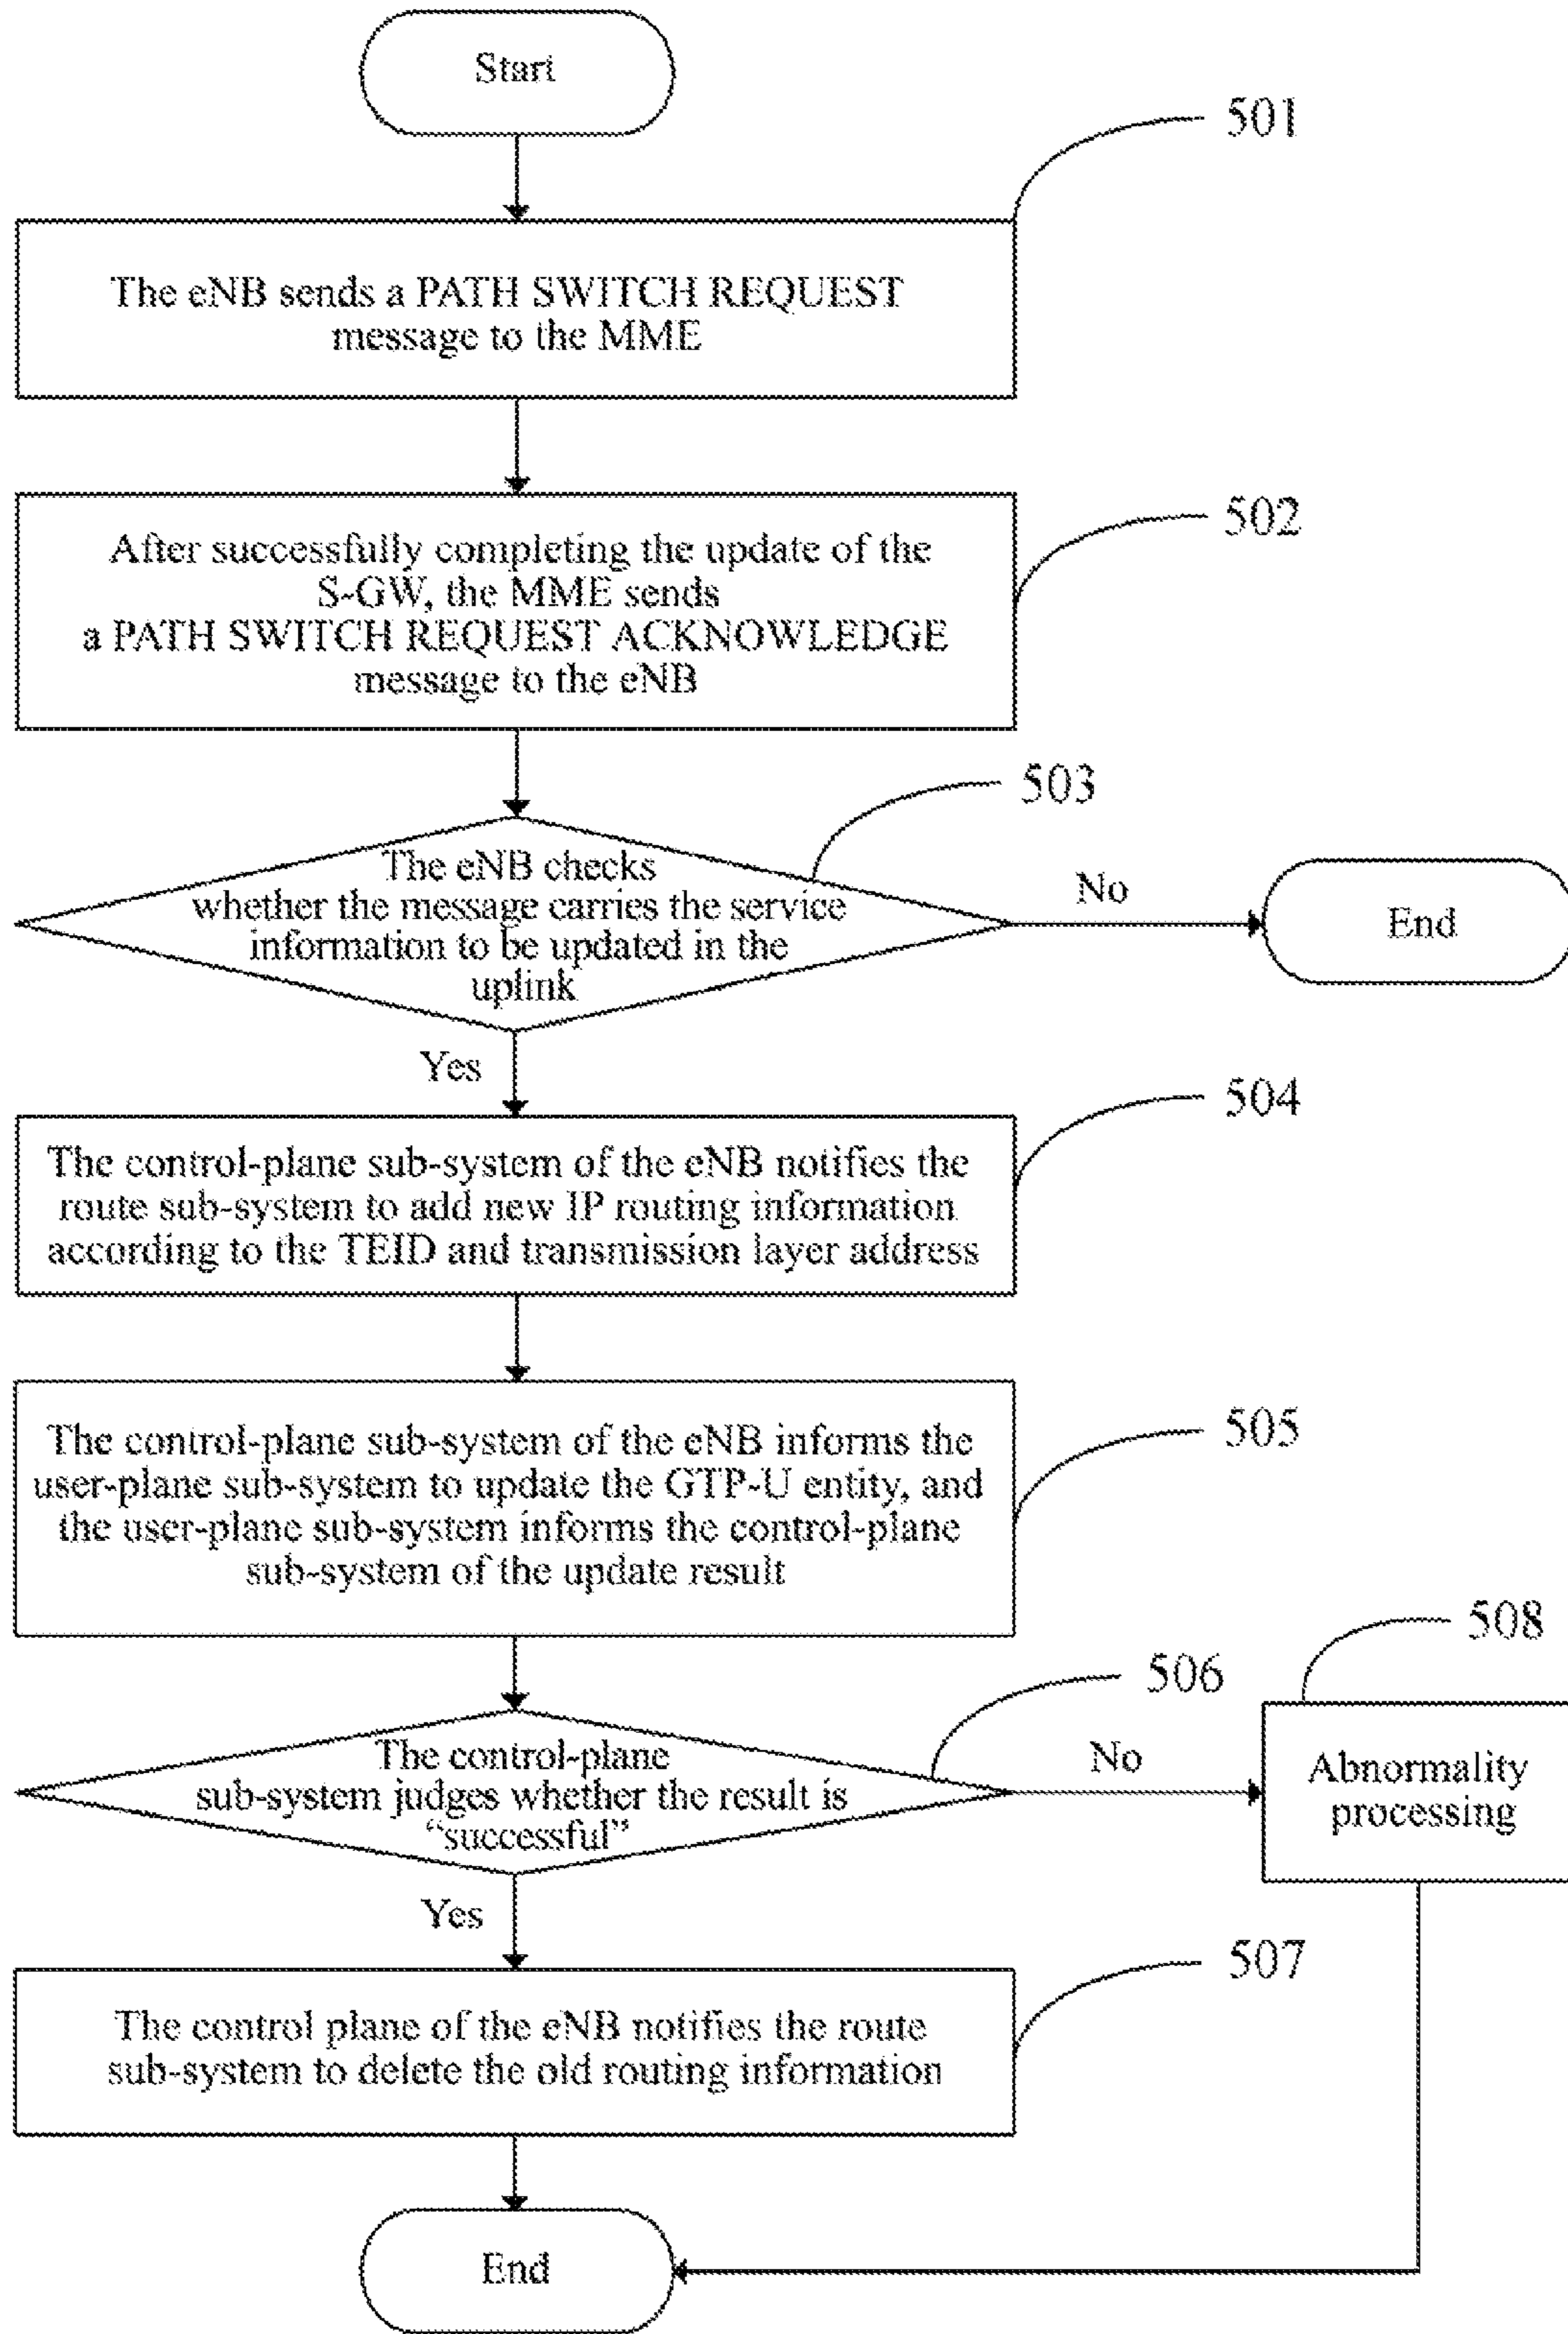 Start
501
The eNB sends a PATH SWITCH REQUEST
message to the MME
502
After successfully completing the update of the
S-GW, the MME sends
a PATH SWITCH REQUEST ACKNOWLEDGE
message to the eNB
503
The eNB checks
whether the message carries the service
information to be updated in the
uplink
No
End
Yes
504
The control-plane sub-system of the eNB notifies the
route sub-system to add new IP routing information
according to the TEID and transmission layer address
505
The control-plane sub-system of the eNB informs the
user-plane sub-system to update the GTP-U entity, and
the user-plane sub-system informs the control-plane
sub-system of the update result
506
The control-plane
sub-system judges whether the result is
“successful”
No
508
Abnormality
processing
Yes
507
The control plane of the eNB notifies the route
sub-system to delete the old routing information
End